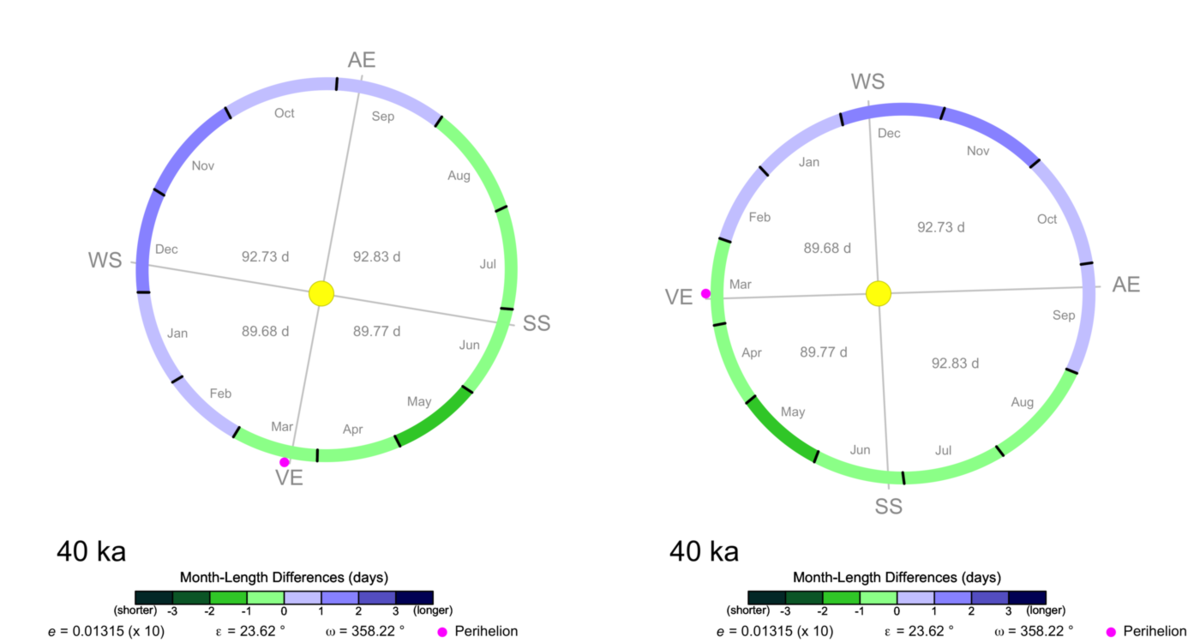 AE
Oct
Sep
Nov
Aug
Dec
92.73 d
92.83 d
WS
Jul
SS
Jan
89.68 d
89.77 d
Jun
Feb
May
Mar
Apr
VE
40 ka
Month-Length Differences (days)
(shorter) -3 -2 -1 0 1 2 3 (longer)
e = 0.01315 (x 10) ε = 23.62 ° ω = 358.22 ° Perihelion
WS
Dec
Jan
Nov
Feb
Oct
92.73 d
89.68 d
Mar
AE
VE
Sep
Apr
89.77 d
92.83 d
May
Aug
Jun
Jul
SS
40 ka
Month-Length Differences (days)
(shorter) -3 -2 -1 0 1 2 3 (longer)
e = 0.01315 (x 10) ε = 23.62 ° ω = 358.22 ° Perihelion